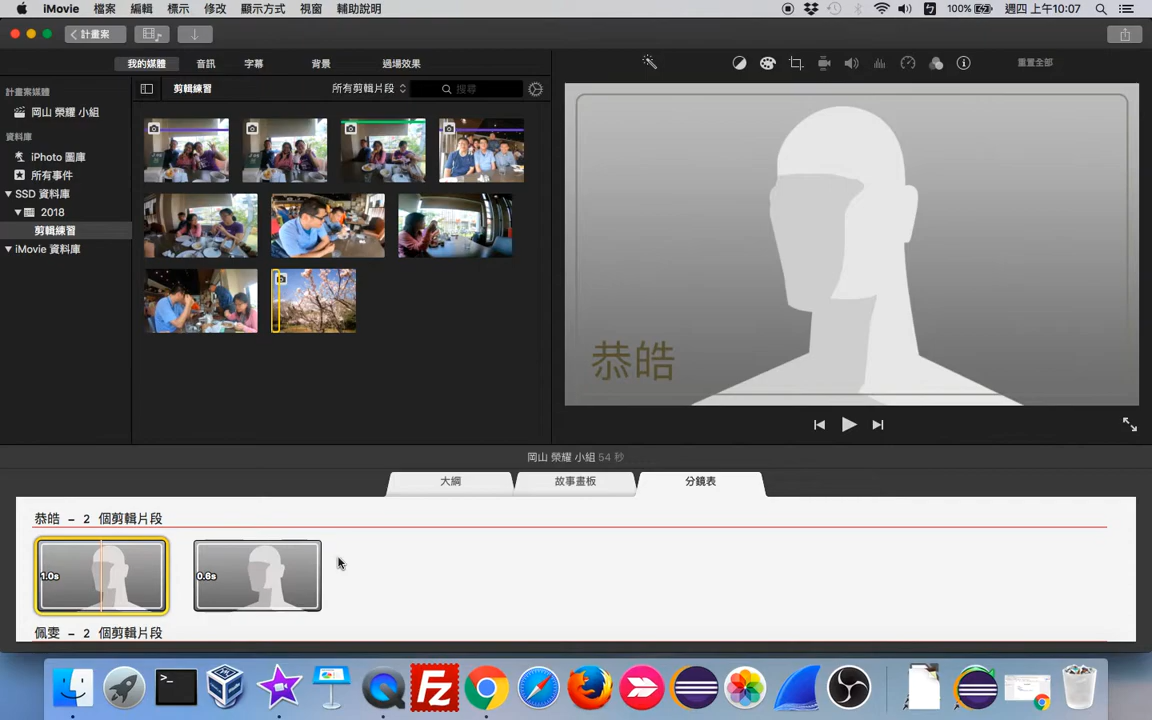 iMovie 檔案 編輯 標示 修改 顯示方式 視窗 輔助說明 100% 週四 上午10:07
計畫案
我的媒體 音訊 字幕 背景 過場效果 重置全部
計畫案媒體
岡山 榮耀 小組
資料庫
iPhoto 圖庫
所有事件
SSD 資料庫
2018
剪輯練習
iMovie 資料庫
剪輯練習 所有剪輯片段 搜尋
恭皓
岡山 榮耀 小組 54 秒
大綱 故事畫板 分鏡表
恭皓 – 2 個剪輯片段
1.0s 0.6s
佩雯 – 2 個剪輯片段